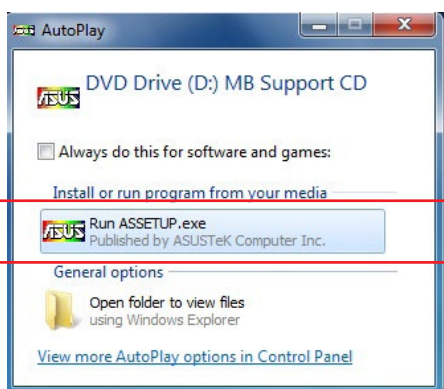 AutoPlay
DVD Drive (D:) MB Support CD
Always do this for software and games:
Install or run program from your media
Run ASSETUP.exe
Published by ASUSTeK Computer Inc.
General options
Open folder to view files
using Windows Explorer
View more AutoPlay options in Control Panel